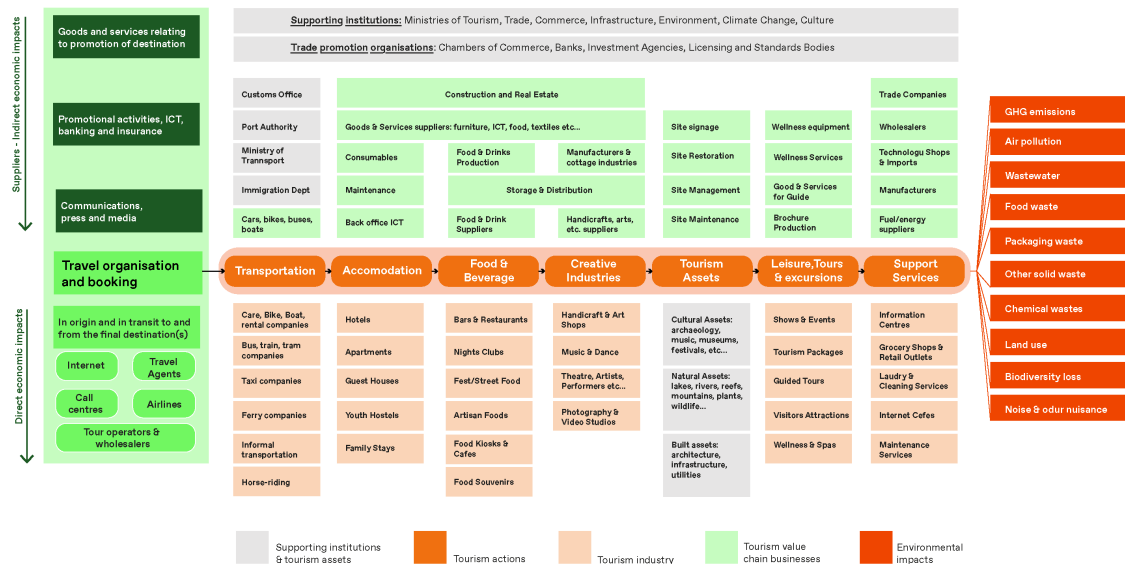 Suppliers - Indirect economic impacts
Direct economic impacts
Goods and services relating
to promotion of destination
Promotional activities, ICT,
banking and insurance
Communications,
press and media
Travel organisation
and booking
In origin and in transit to and
from the final destination(s)
Internet
Travel
Agents
Call
centres
Airlines
Tour operators &
wholesalers
Supporting institutions: Ministries of Tourism, Trade, Commerce, Infrastructure, Environment, Climate Change, Culture
Trade promotion organisations: Chambers of Commerce, Banks, Investment Agencies, Licensing and Standards Bodies
Customs Office
Construction and Real Estate
Trade Companies
Port Authority
Goods & Services suppliers: furniture, ICT, food, textiles etc...
Site signage
Wellness equipment
Wholesalers
Ministry of
Trannsport
Consumables
Food & Drinks
Production
Manufacturers &
cottage industries
Site Restoration
Wellness Services
Technologu Shops
& Imports
Immigration Dept
Maintenance
Storage & Distribution
Site Management
Good & Services
for Guide
Manufacturers
Cars, bikes, buses,
boats
Back office ICT
Food & Drink
Suppliers
Handicrafts, arts,
etc. suppliers
Site Maintenance
Brochure
Production
Fuel/energy
suppliers
Transportation
Accomodation
Food &
Beverage
Creative
Industries
Tourism
Assets
Leisure,Tours
& excursions
Support
Services
Care, Bike, Boat,
rental companies
Hotels
Bars & Restaurants
Handicraft & Art
Shops
Cultural Assets:
archaeology,
music, museums,
festivals, etc...
Shows & Events
Information
Centres
Bus, train, tram
companies
Apartments
Nights Clubs
Music & Dance
Tourism Packages
Grocery Shops &
Retail Outlets
Taxi companies
Guest Houses
Fest/Street Food
Theatre, Artists,
Performers etc...
Natural Assets:
lakes, rivers, reefs,
mountains, plants,
wildlife...
Guided Tours
Laudry &
Cleaning Services
Ferry companies
Youth Hostels
Artisan Foods
Photography &
Video Studios
Visitors Attractions
Internet Cefes
Informal
transportation
Family Stays
Food Kiosks &
Cafes
Built assets:
architecture,
infrastructure,
utilities
Wellness & Spas
Maintenance
Services
Horse-riding
Food Souvenirs
GHG emissions
Air pollution
Wastewater
Food waste
Packaging waste
Other solid waste
Chemical wastes
Land use
Biodiversity loss
Noise & odur nuisance
Supporting institutions
& tourism assets
Tourism actions
Tourism industry
Tourism value
chain businesses
Environmental
impacts